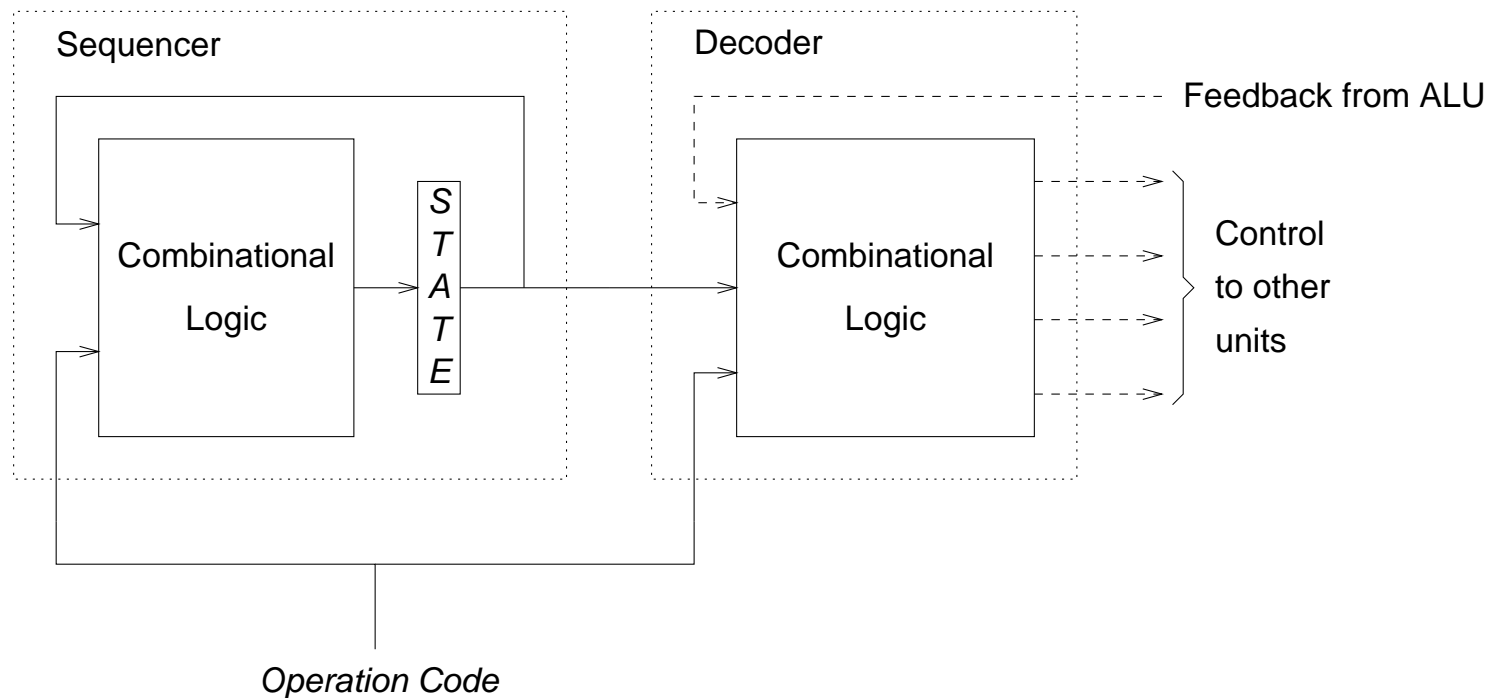 Sequencer
Decoder
Feedback from ALU
Combinational
Logic
S
T
A
T
E
Combinational
Logic
Control
to other
units
Operation Code